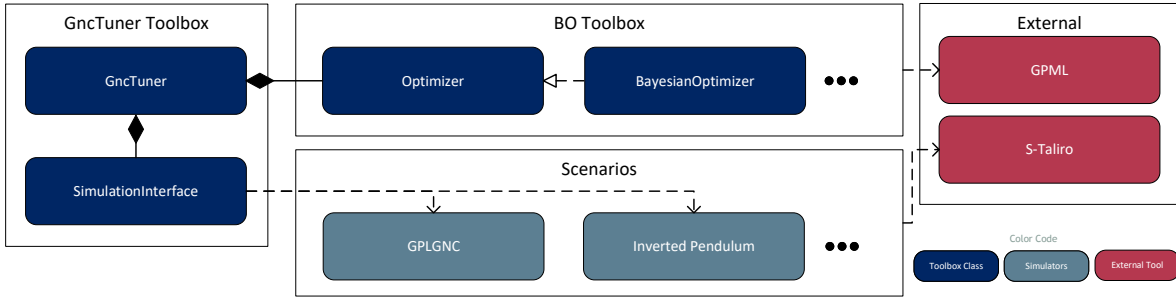 GncTuner Toolbox
BO Toolbox
External
GncTuner
Optimizer
BayesianOptimizer
GPML
SimulationInterface
Scenarios
S-Taliro
GPLGNC
Inverted Pendulum
Color Code
Toolbox Class
Simulators
External Tool